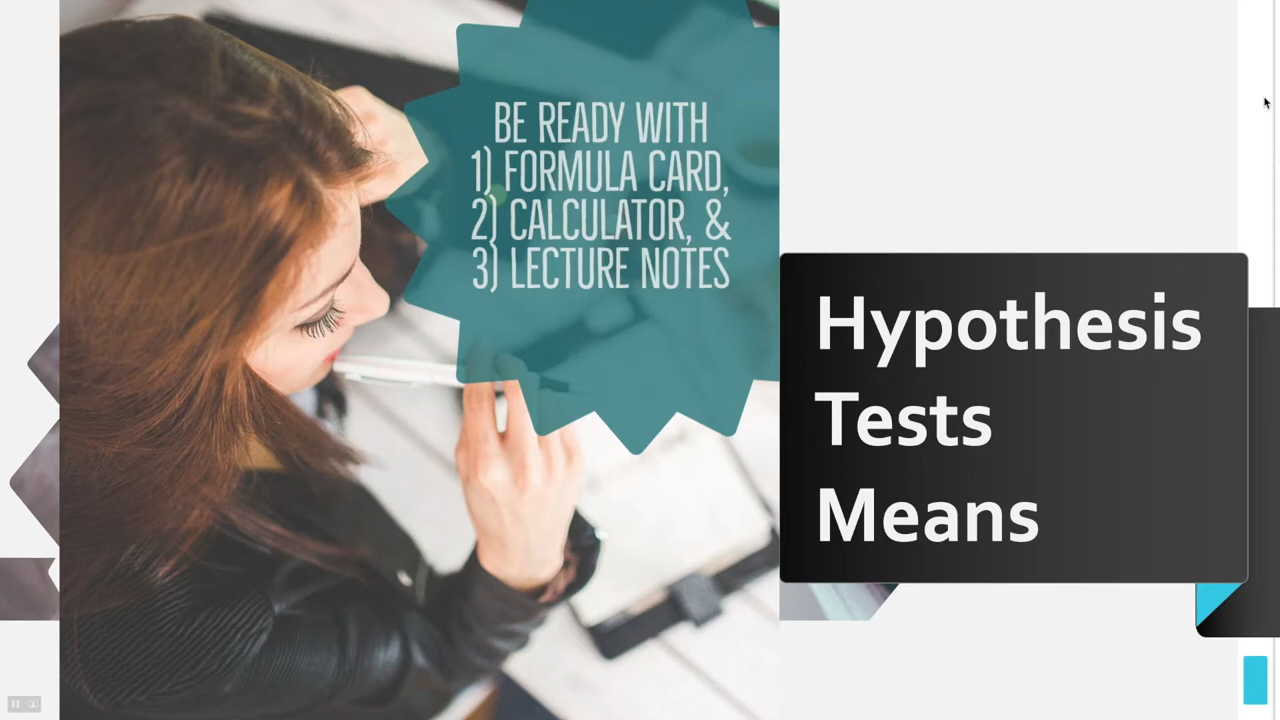 BE READY WITH
1) FORMULA CARD,
2) CALCULATOR, &
3) LECTURE NOTES
Hypothesis
Tests
Means